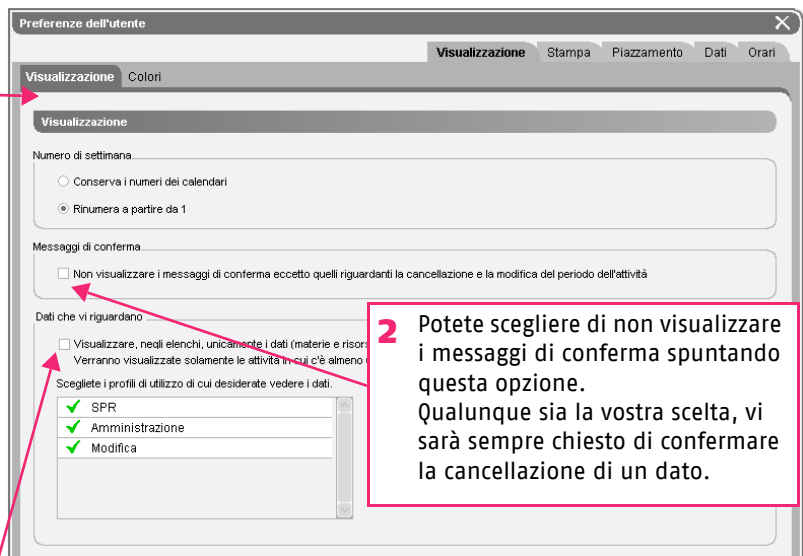 Preferenze dell'utente
Visualizzazione Stampa Piazzamento Dati Orari
Visualizzazione Colori
Visualizzazione
Numero di settimana
Conserva i numeri dei calendari
Rinumera a partire da 1
Messaggi di conferma
Non visualizzare i messaggi di conferma eccetto quelli riguardanti la cancellazione e la modifica del periodo dell'attività
Dati che vi riguardano
Visualizzare, negli elenchi, unicamente i dati (materie e risors
Verranno visualizzate solamente le attività in cui c'è almeno
Scegliete i profili di utilizzo di cui desiderate vedere i dati.
SPR
Amministrazione
Modifica
2 Potete scegliere di non visualizzare
i messaggi di conferma spuntando
questa opzione.
Qualunque sia la vostra scelta, vi
sarà sempre chiesto di confermare
la cancellazione di un dato.